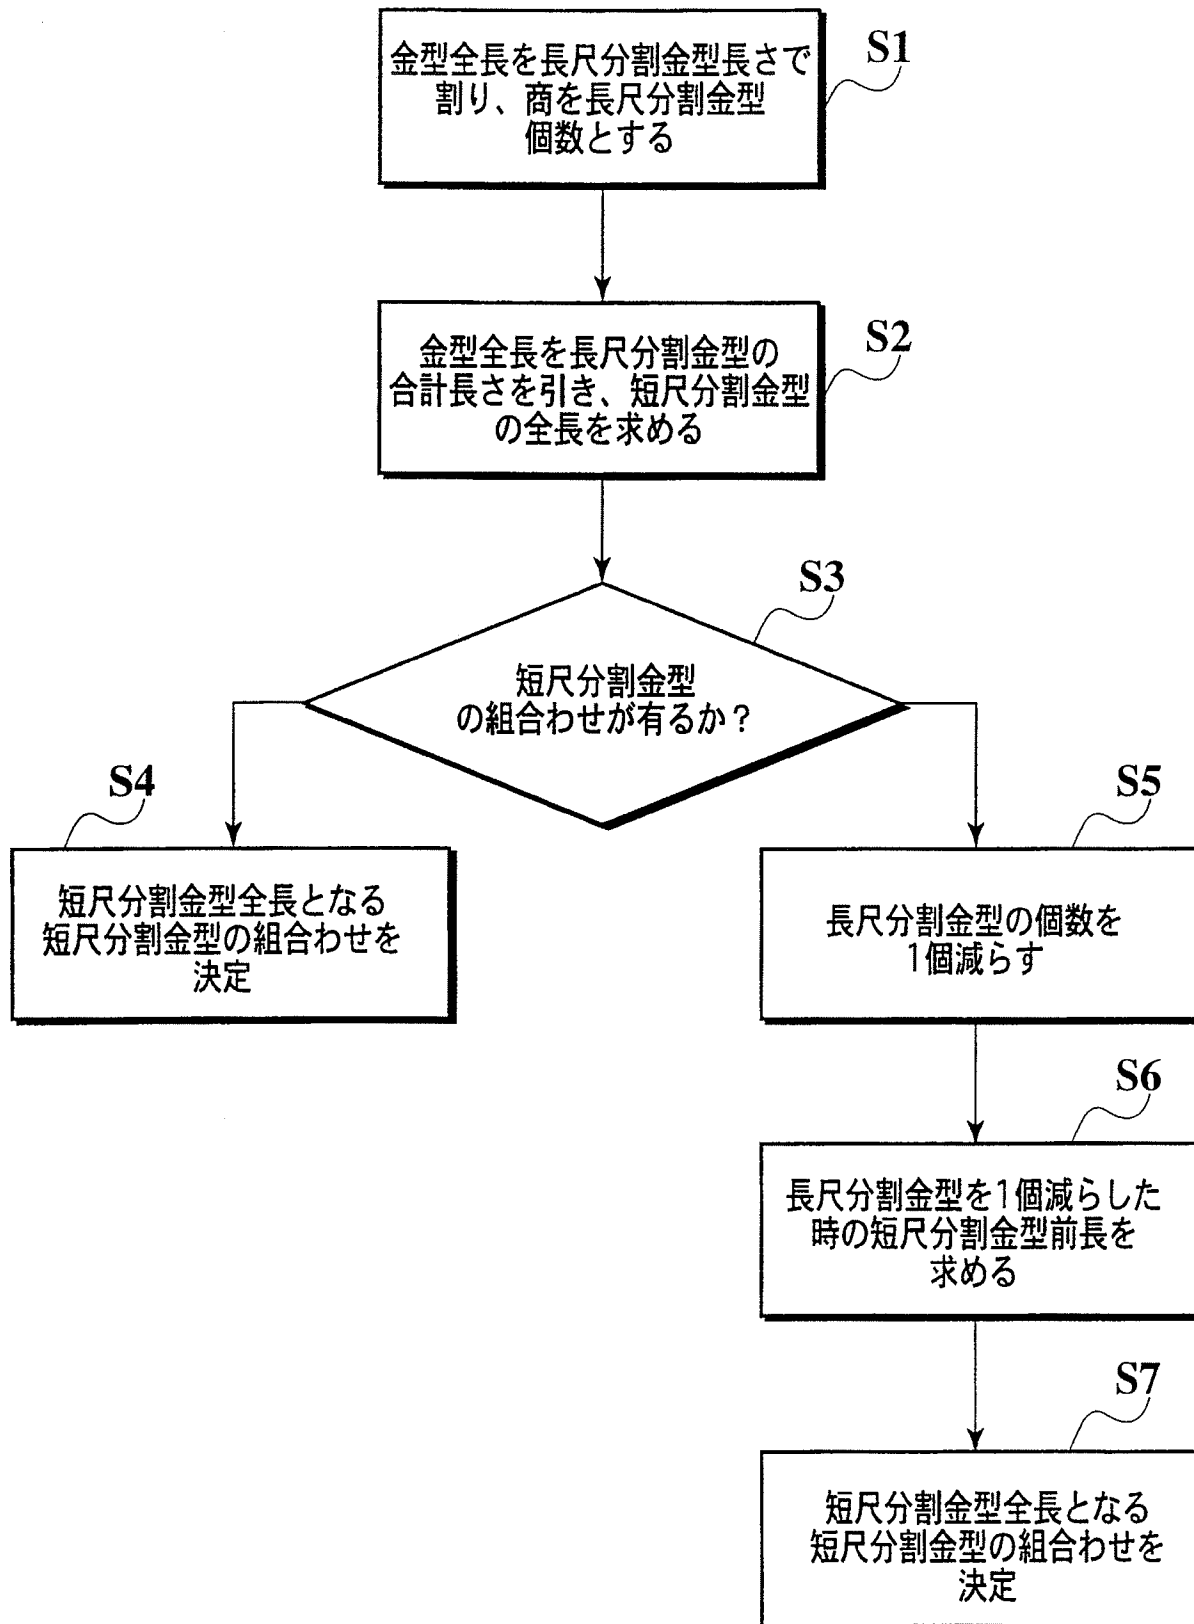 S1
金型全長を長尺分割金型長さで
割り、商を長尺分割金型
個数とする
S2
金型全長を長尺分割金型の
合計長さを引き、短尺分割金型
の全長を求める
S3
短尺分割金型
の組合わせが有るか？
S4
短尺分割金型全長となる
短尺分割金型の組合わせを
決定
S5
長尺分割金型の個数を
1個減らす
S6
長尺分割金型を1個減らした
時の短尺分割金型前長を
求める
S7
短尺分割金型全長となる
短尺分割金型の組合わせを
決定